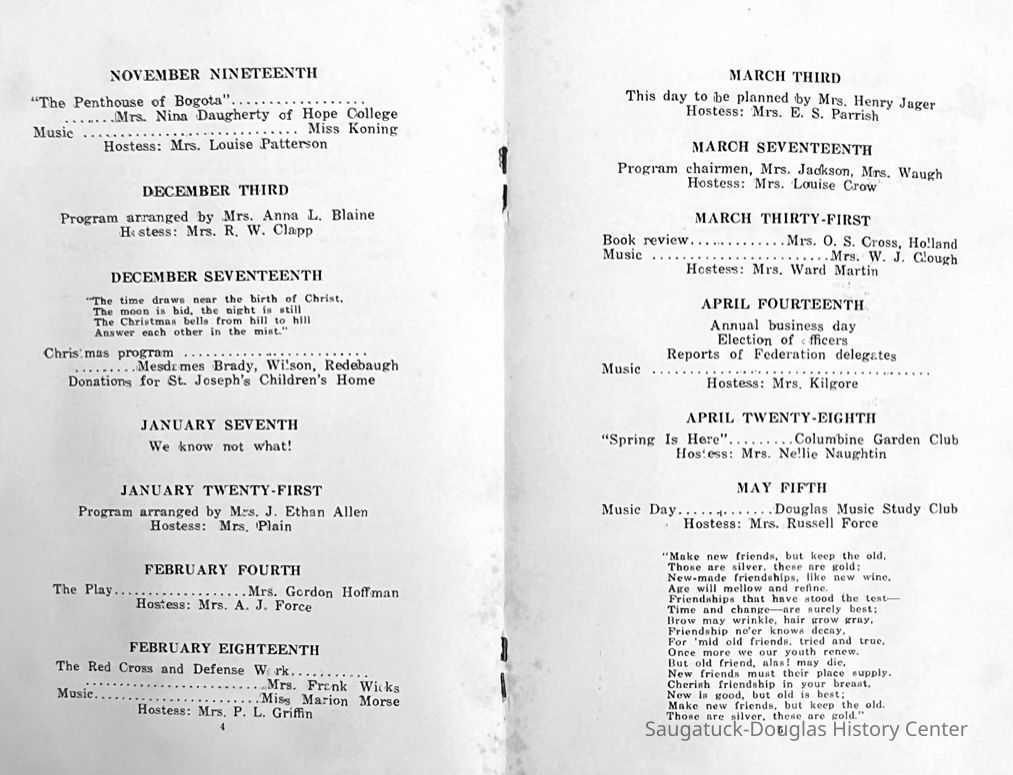 NOVEMBER NINETEENTH
"The Penthouse of Bogota".................
.......Mrs. Nina Daugherty of Hope College
Music ........................... Miss Koning
Hostess: Mrs. Louise Patterson
DECEMBER THIRD
Program arranged by Mrs. Anna L. Blaine
Hostess: Mrs. R. W. Clapp
DECEMBER SEVENTEENTH
"The time draws near the birth of Christ.
The moon is hid, the night is still
The Christmas bells from hill to hill
Answer each other in the mist."
Christmas program .......................
.........Mesdames Brady, Wilson, Redebaugh
Donations for St. Joseph's Children's Home
JANUARY SEVENTH
We know not what!
JANUARY TWENTY-FIRST
Program arranged by Mrs. J. Ethan Allen
Hostess: Mrs. Plain
FEBRUARY FOURTH
The Play..................Mrs. Gordon Hoffman
Hostess: Mrs. A. J. Force
FEBRUARY EIGHTEENTH
The Red Cross and Defense Work...........
.......................Mrs. Frank Wicks
Music.....................Miss Marion Morse
Hostess: Mrs. P. L. Griffin
4
MARCH THIRD
This day to be planned by Mrs. Henry Jager
Hostess: Mrs. E. S. Parrish
MARCH SEVENTEENTH
Program chairmen, Mrs. Jackson, Mrs. Waugh
Hostess: Mrs. Louise Crow
MARCH THIRTY-FIRST
Book review.............Mrs. O. S. Cross, Holland
Music .......................Mrs. W. J. Clough
Hostess: Mrs. Ward Martin
APRIL FOURTEENTH
Annual business day
Election of officers
Reports of Federation delegates
Music ...................................
Hostess: Mrs. Kilgore
APRIL TWENTY-EIGHTH
"Spring Is Here".........Columbine Garden Club
Hostess: Mrs. Nellie Naughtin
MAY FIFTH
Music Day.............Douglas Music Study Club
Hostess: Mrs. Russell Force
"Make new friends, but keep the old,
Those are silver, these are gold;
New-made friendships, like new wine,
Age will mellow and refine.
Friendships that have stood the test—
Time and change—are surely best;
Brow may wrinkle, hair grow gray,
Friendship ne'er knows decay,
For 'mid old friends, tried and true,
Once more we our youth renew.
But old friend, alas! may die,
New friends must their place supply.
Cherish friendship in your breast,
New is good, but old is best;
Make new friends, but keep the old.
Those are silver, these are gold."
Saugatuck-Douglas History Center